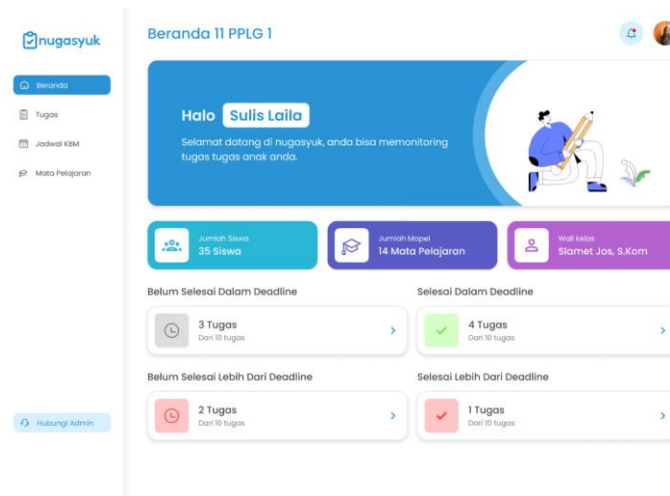 nugasyuk
Beranda 11 PPLG 1
Beranda
Tugas
Jadwal KBM
Mata Pelajaran
Hubungi Admin
Halo Sulis Laila
Selamat datang di nugasyuk, anda bisa memonitoring
tugas tugas anak anda.
Jumlah Siswa
35 Siswa
Jumlah Mapel
14 Mata Pelajaran
Wali kelas
Slamet Jos, S.Kom
Belum Selesai Dalam Deadline
3 Tugas
Dari 10 tugas
Selesai Dalam Deadline
4 Tugas
Dari 10 tugas
Belum Selesai Lebih Dari Deadline
2 Tugas
Dari 10 tugas
Selesai Lebih Dari Deadline
1 Tugas
Dari 10 tugas